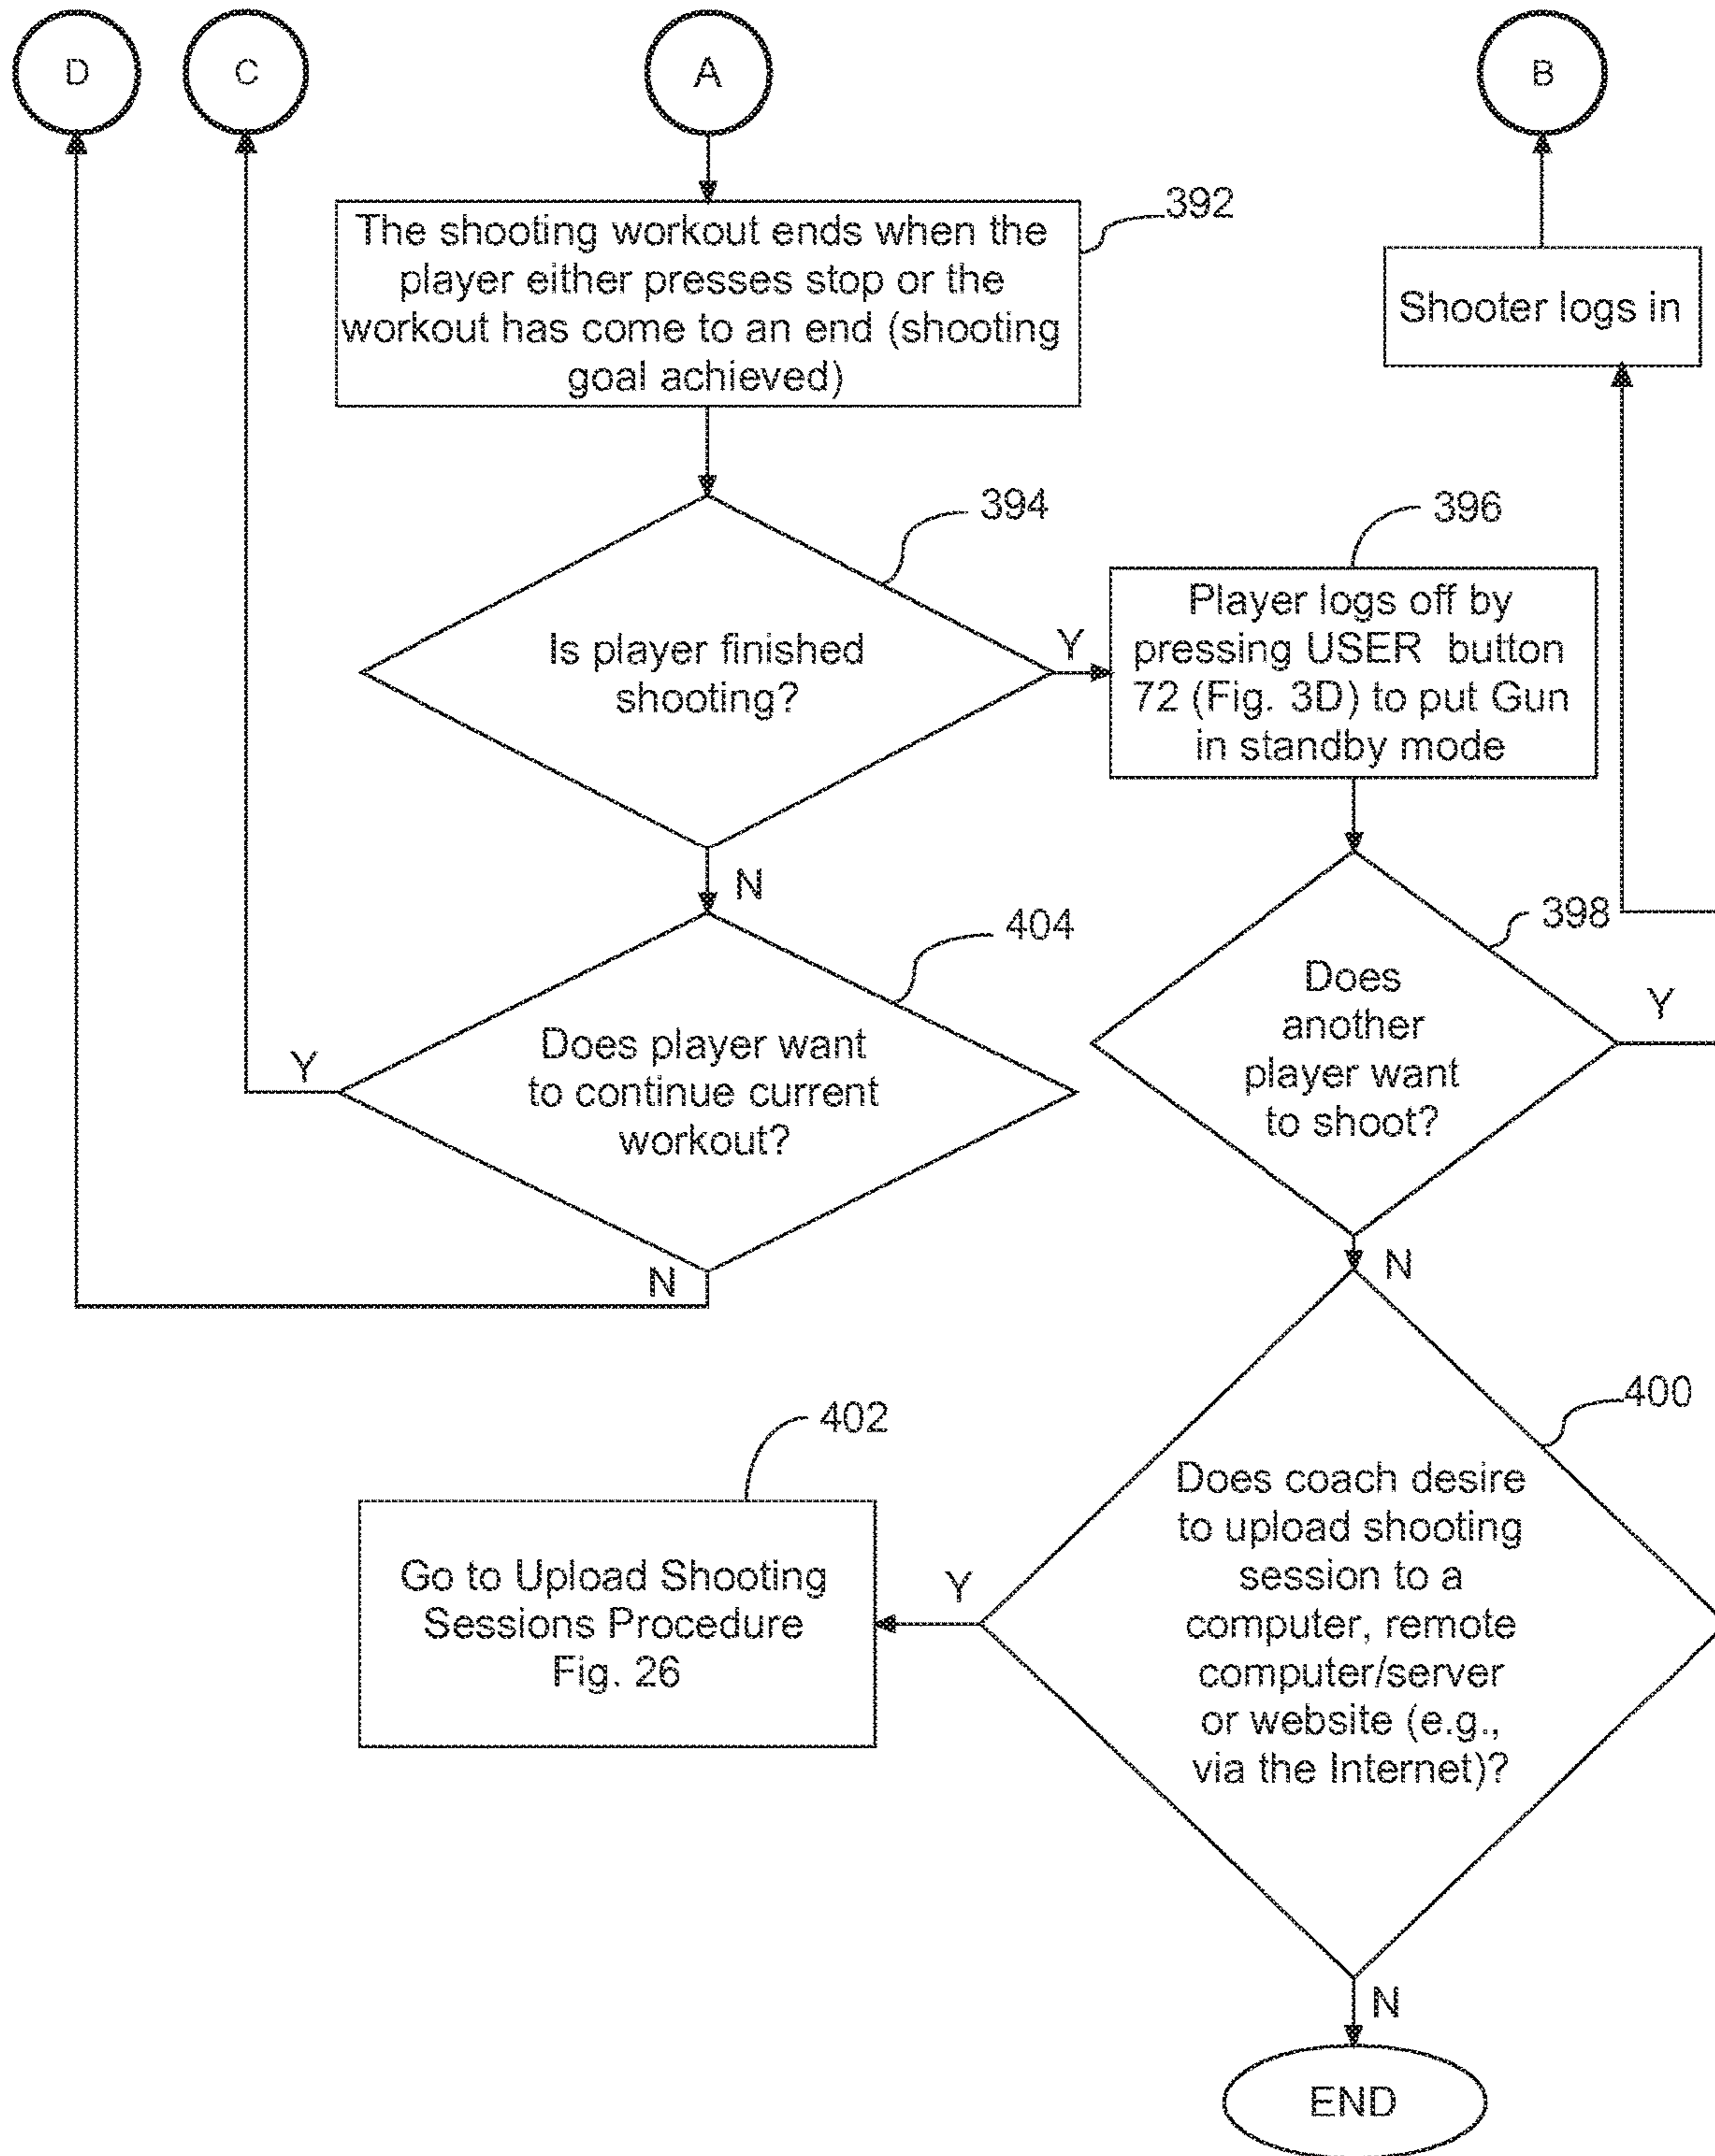 D
C
A
B
392
The shooting workout ends when the
player either presses stop or the
workout has come to an end (shooting
goal achieved)
Shooter logs in
394
Is player finished
shooting?
Y
N
396
Player logs off by
pressing USER button
72 (Fig. 3D) to put Gun
in standby mode
404
Does player want
to continue current
workout?
Y
N
398
Does
another
player want
to shoot?
Y
N
400
Does coach desire
to upload shooting
session to a
computer, remote
computer/server
or website (e.g.,
via the Internet)?
Y
N
402
Go to Upload Shooting
Sessions Procedure
Fig. 26
END